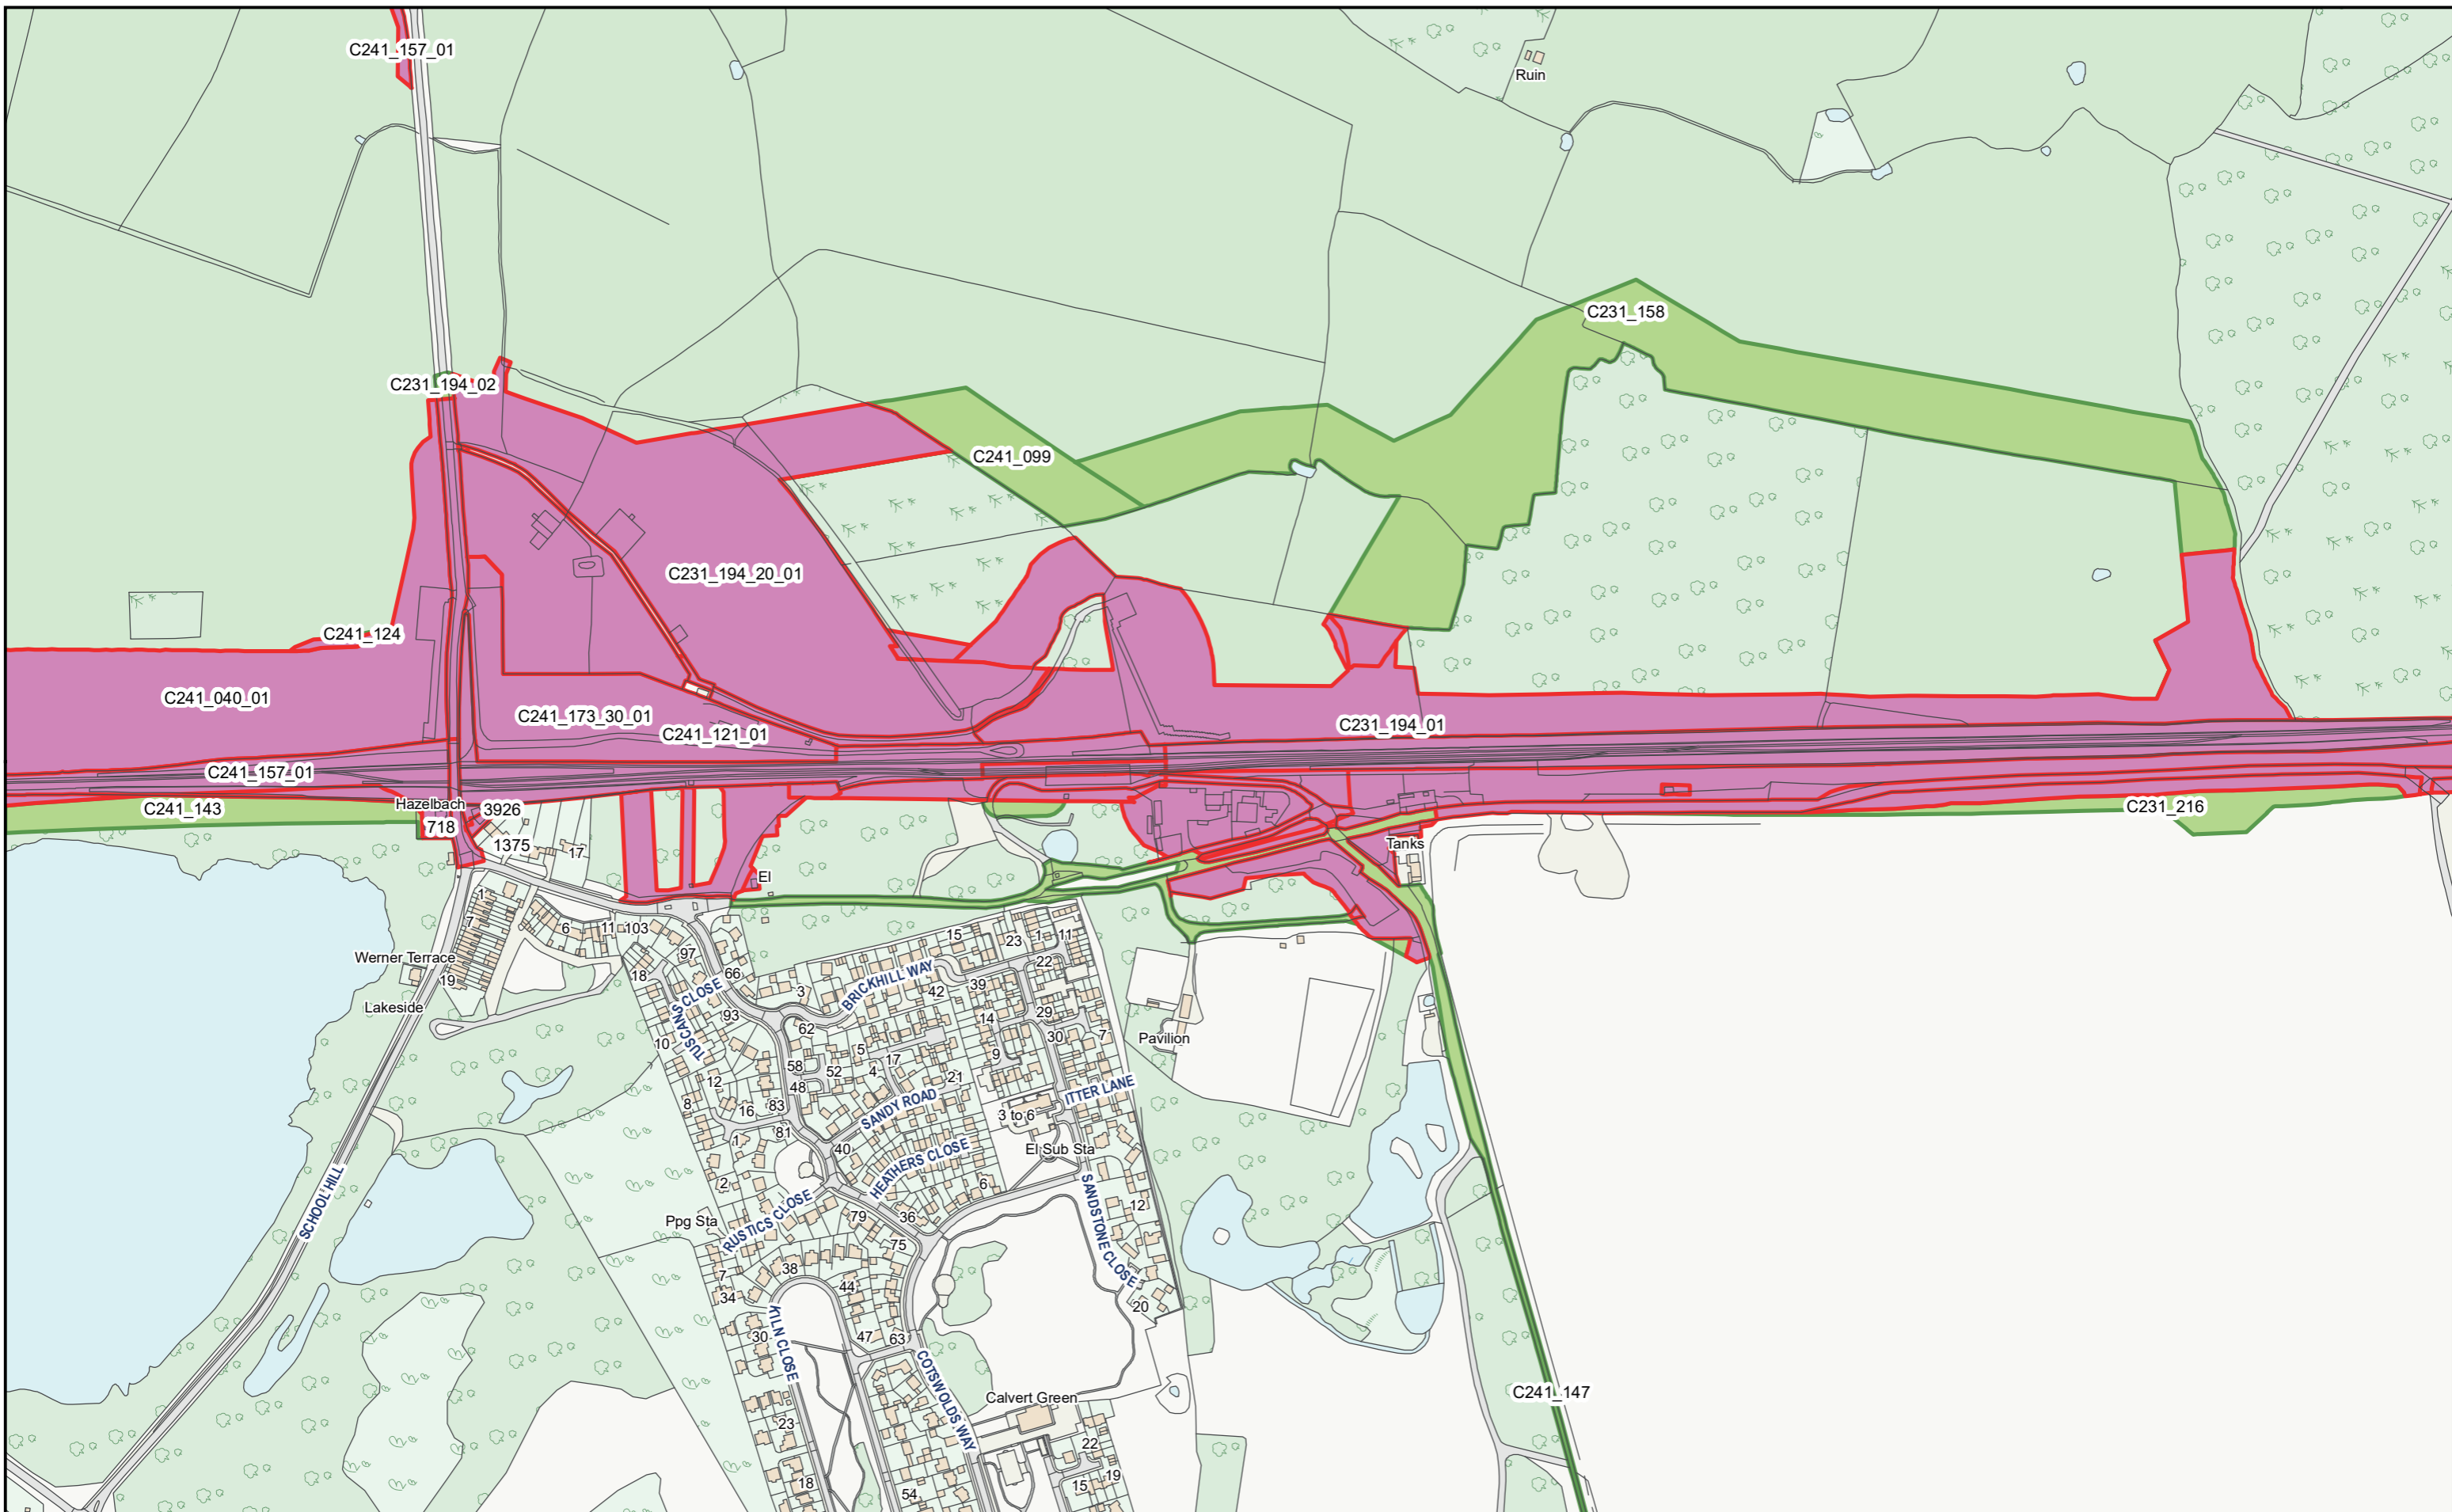 C241_157_01
Ruin
C231_158
C231_194_02
C241_099
C231_194_20_01
C241_124
C241_040_01
C241_173_30_01
C241_121_01
C231_194_01
C241_157_01
C241_143
Hazelbach
3926
718
1375
17
C231_216
Tanks
El
1
7
6
11
103
15
23
1
11
97
22
Werner Terrace
18
66
19
3
BRICKHILL WAY
42
39
Lakeside
TUSCANS CLOSE
93
62
14
29
30
7
Pavilion
10
5
17
9
58
52
4
48
21
12
8
16
83
SANDY ROAD
ITTER LANE
3 to 6
1
81
40
El Sub Sta
HEATHERS CLOSE
2
6
SCHOOL HILL
RUSTICS CLOSE
Ppg Sta
79
36
SANDSTONE CLOSE
12
75
7
38
34
44
20
KILN CLOSE
30
47
63
COTSWOLDS WAY
C241_147
Calvert Green
23
22
18
54
15
19